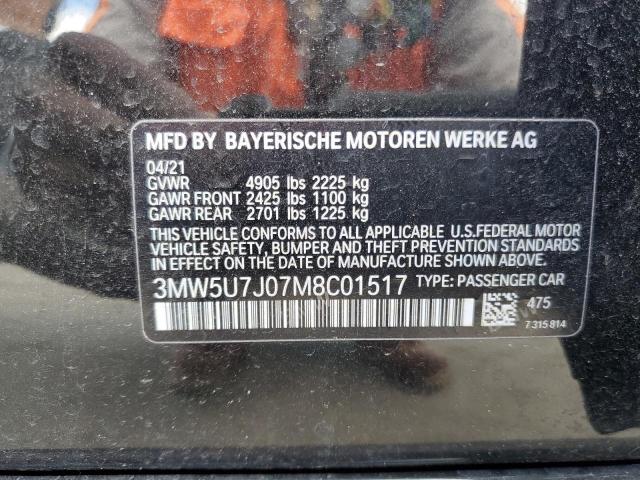 MFD BY BAYERISCHE MOTOREN WERKE AG
04/21
GVWR 4905 lbs 2225 kg
GAWR FRONT 2425 lbs 1100 kg
GAWR REAR 2701 lbs 1225 kg
THIS VEHICLE CONFORMS TO ALL APPLICABLE U.S.FEDERAL MOTOR
VEHICLE SAFETY, BUMPER AND THEFT PREVENTION STANDARDS
IN EFFECT ON THE DATE OF MANUFACTURE SHOWN ABOVE.
3MW5U7J07M8C01517 TYPE: PASSENGER CAR
475
7 315 814